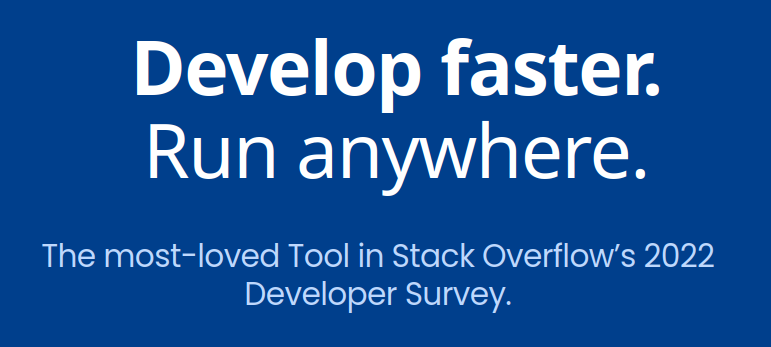 Develop faster.
Run anywhere.
The most-loved Tool in Stack Overflow’s 2022
Developer Survey.